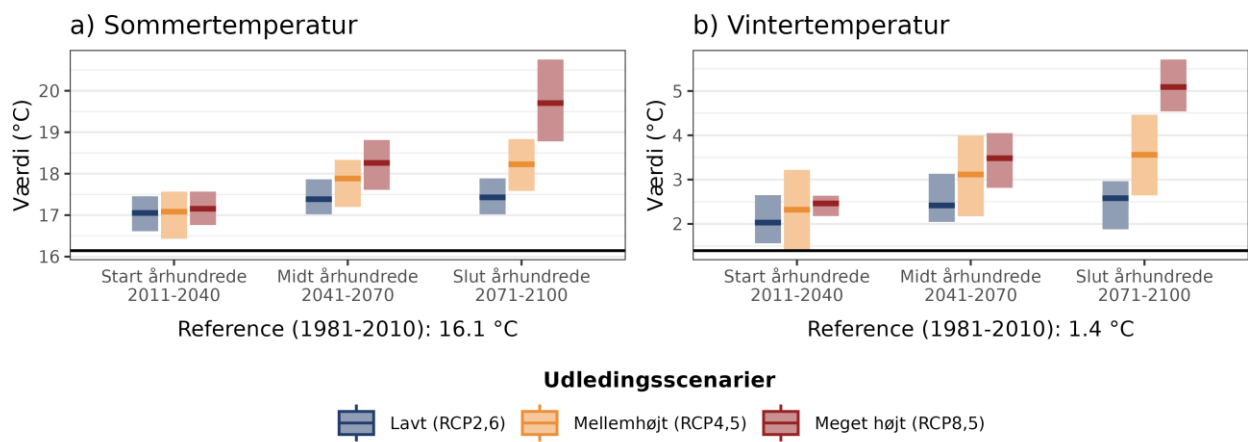 a) Sommertemperatur
Værdi (°C)
20
19
18
17
16
Start århundrede
2011-2040
Midt århundrede
2041-2070
Slut århundrede
2071-2100
Reference (1981-2010): 16.1 °C
b) Vintertemperatur
Værdi (°C)
5
4
3
2
Start århundrede
2011-2040
Midt århundrede
2041-2070
Slut århundrede
2071-2100
Reference (1981-2010): 1.4 °C
Udledingsscenarier
Lavt (RCP2,6)
Mellemhøjt (RCP4,5)
Meget højt (RCP8,5)